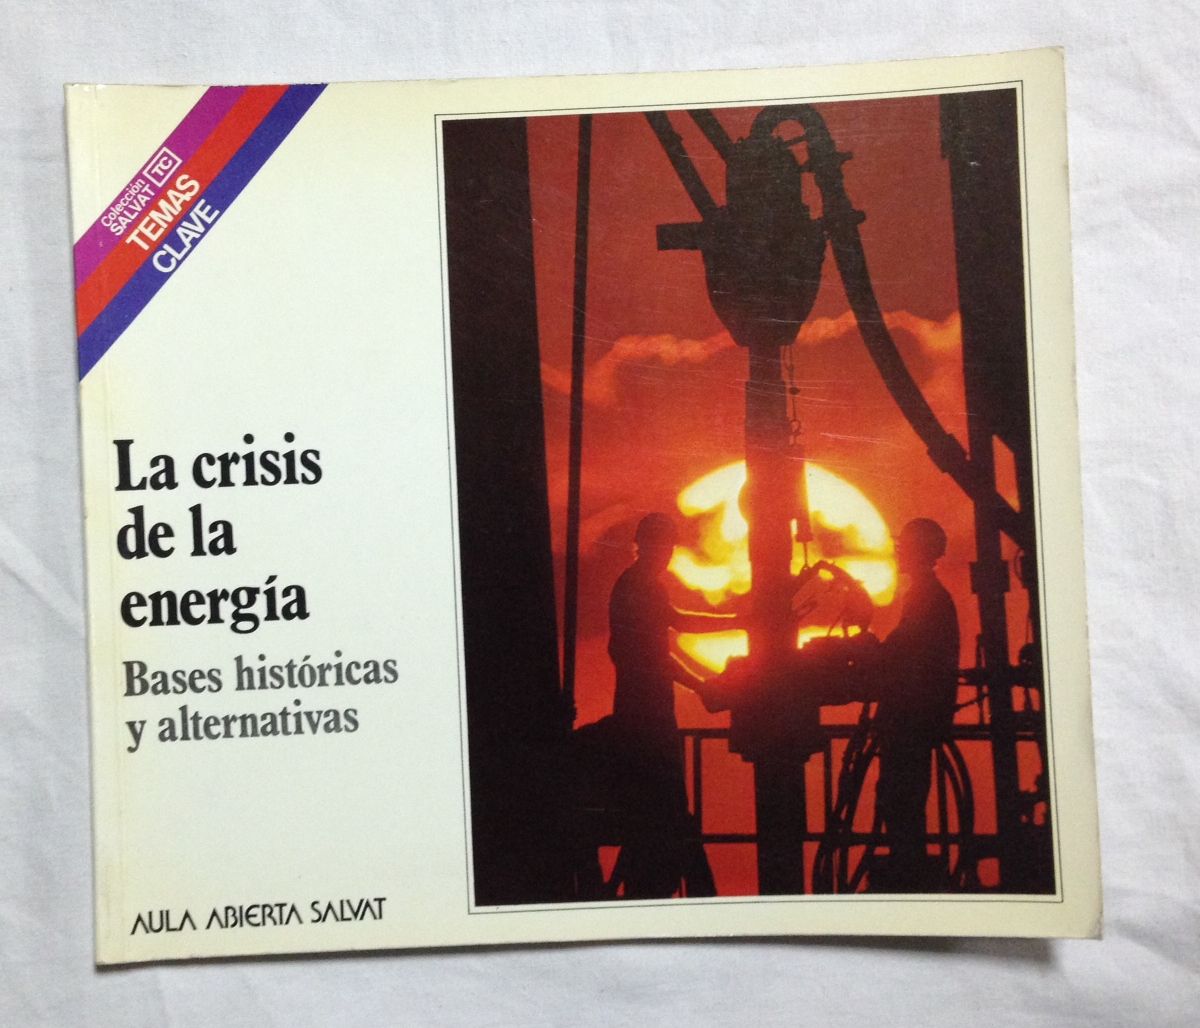 Colección
SALVAT TC
TEMAS
CLAVE
La crisis
de la
energía
Bases históricas
y alternativas
AULA ABIERTA SALVAT